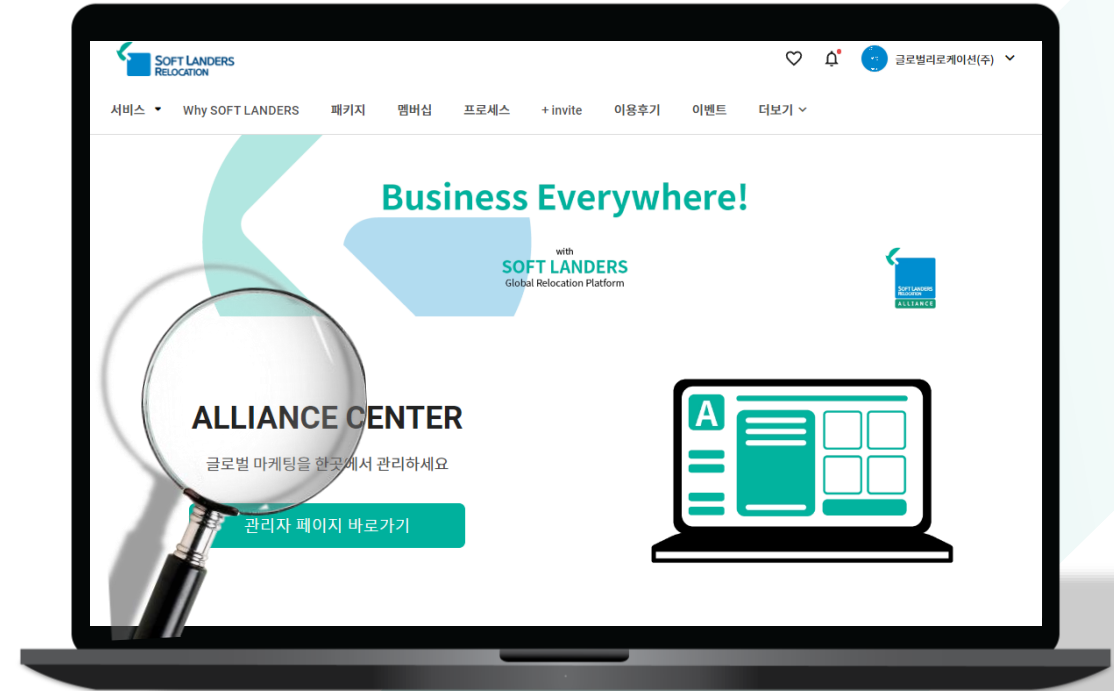 SOFT LANDERS
RELOCATION
글로벌리로케이션(주)
서비스 Why SOFT LANDERS 패키지 멤버십 프로세스 + invite 이용후기 이벤트 더보기
Business Everywhere!
with
SOFT LANDERS
Global Relocation Platform
SOFT LANDERS
RELOCATION
ALLIANCE
ALLIANCE CENTER
글로벌 마케팅을 한곳에서 관리하세요
A
관리자 페이지 바로가기